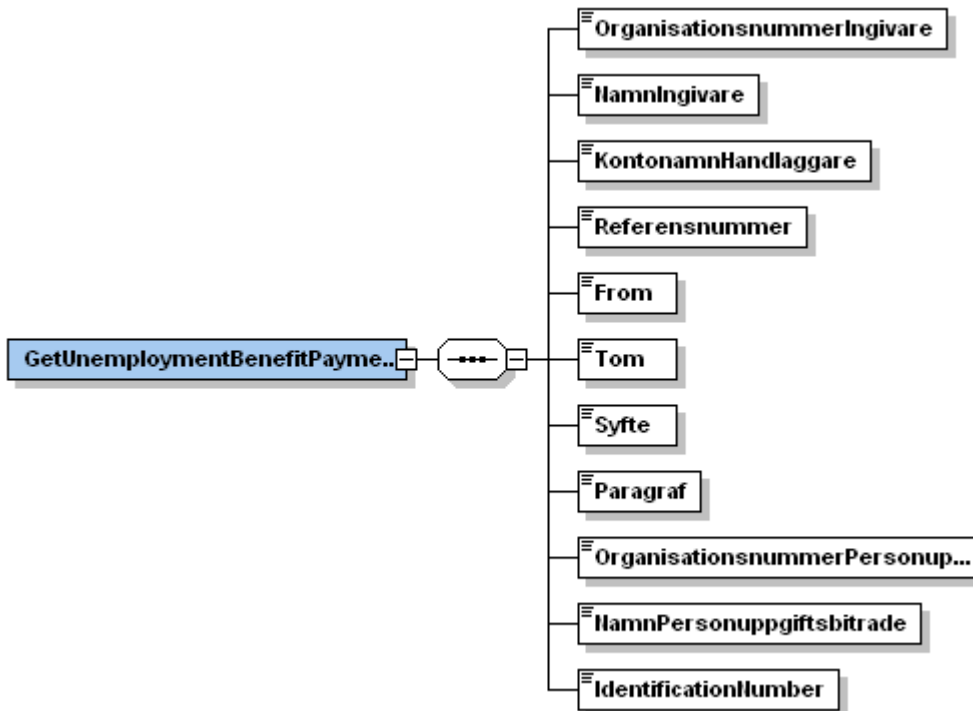 OrganisationsnummerIngivare
NamnIngivare
KontonamnHandlaggare
Referensnummer
From
GetUnemploymentBenefitPayme...
Tom
Syfte
Paragraf
OrganisationsnummerPersonup...
NamnPersonuppgiftsbitrade
IdentificationNumber